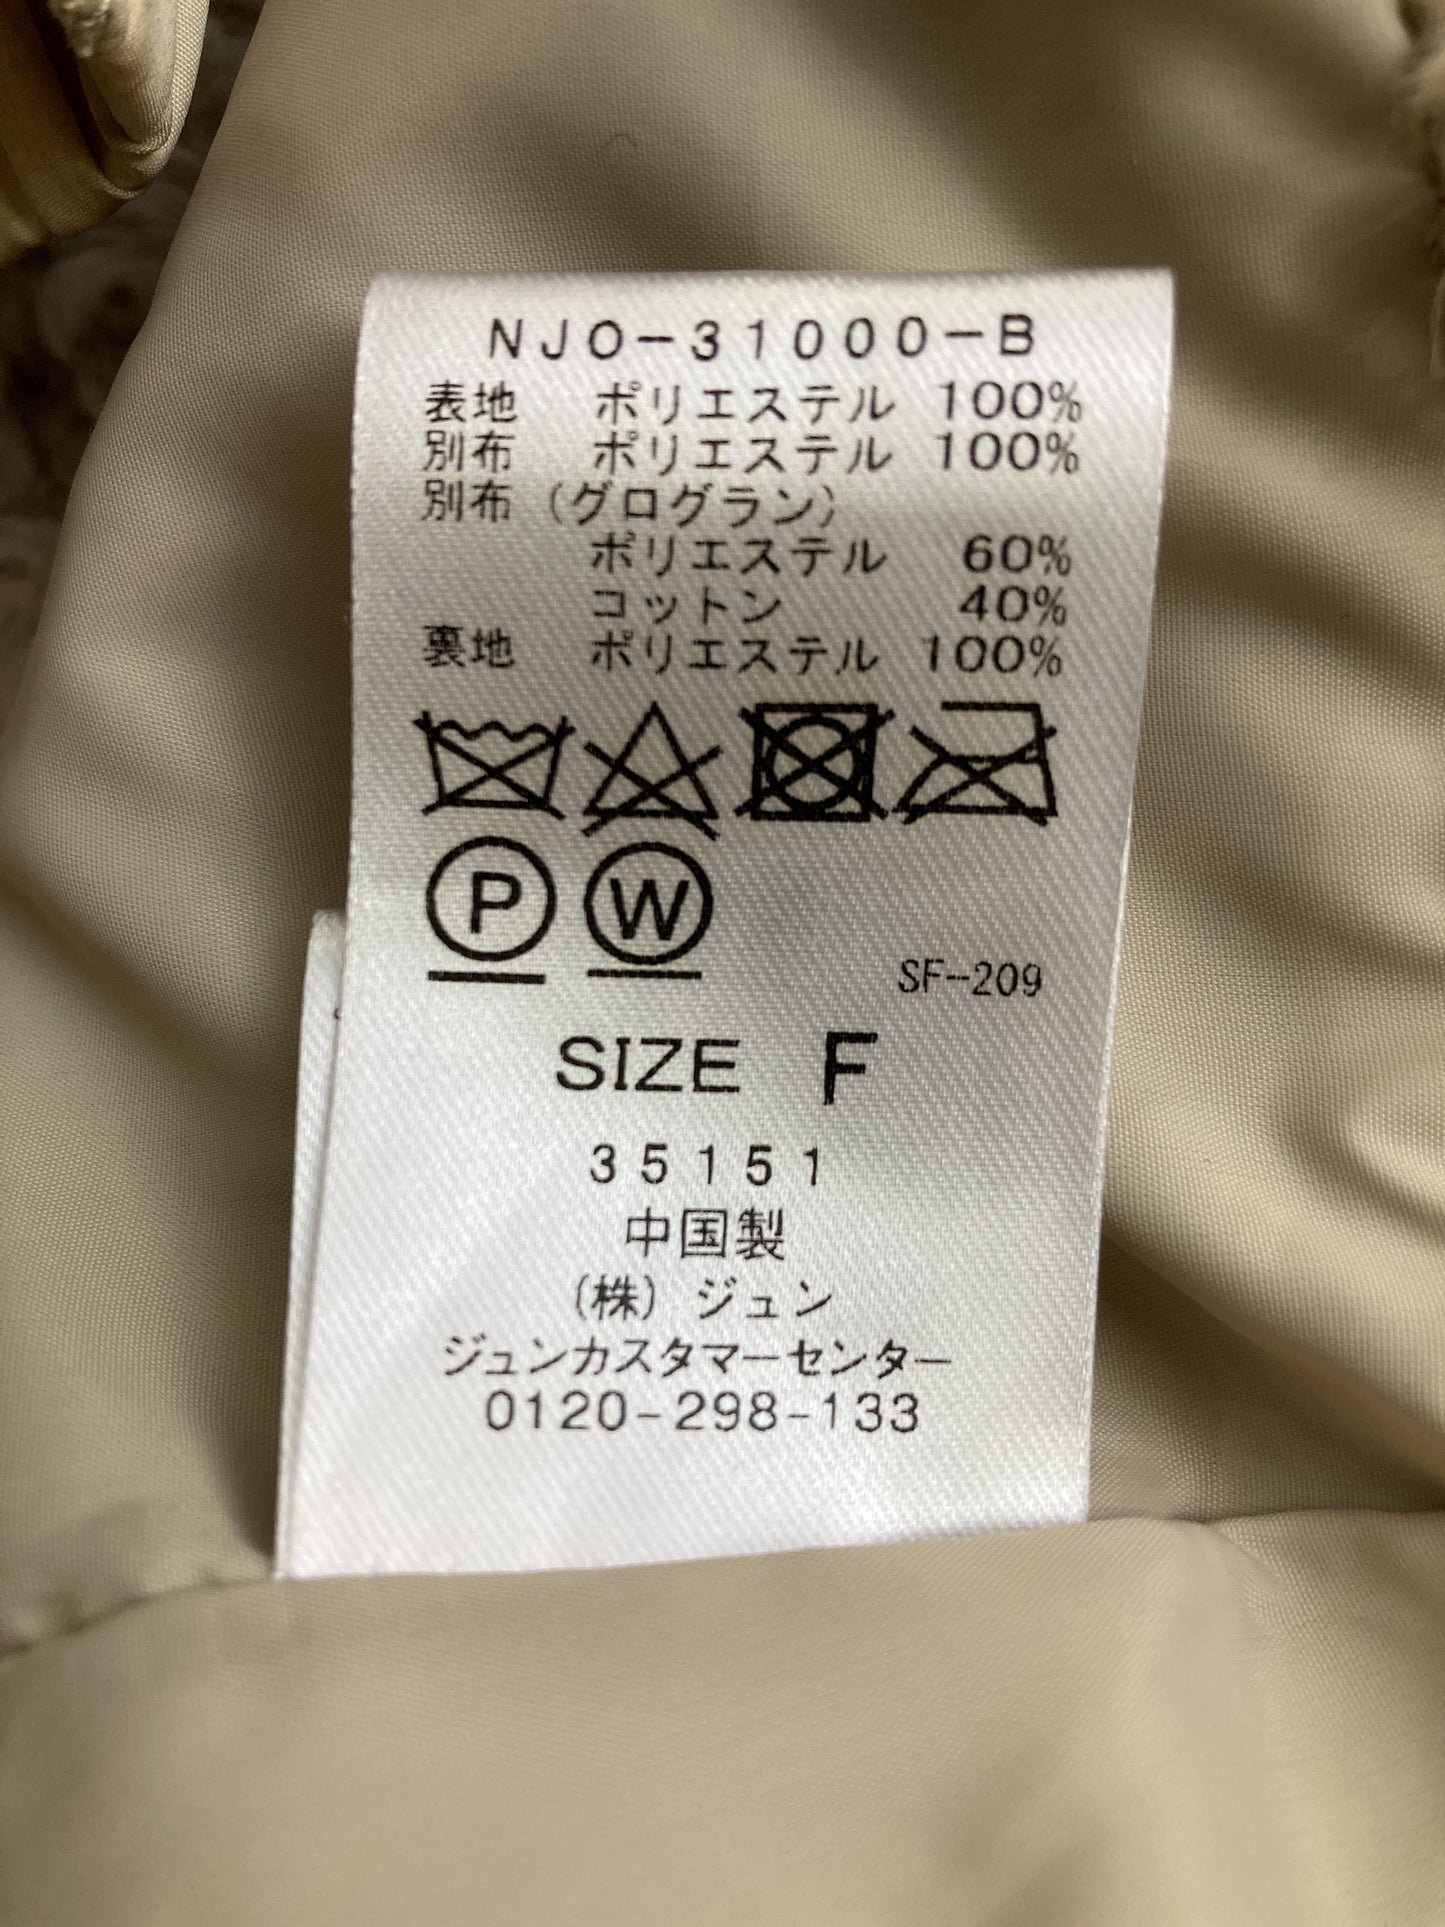 NJO-31000-B
表地 ポリエステル 100%
別布 ポリエステル 100%
別布 (グログラン)
ポリエステル 60%
コットン 40%
裏地 ポリエステル 100%
P W
SF-209
SIZE F
35151
中国製
(株) ジュン
ジュンカスタマーセンター
0120-298-133